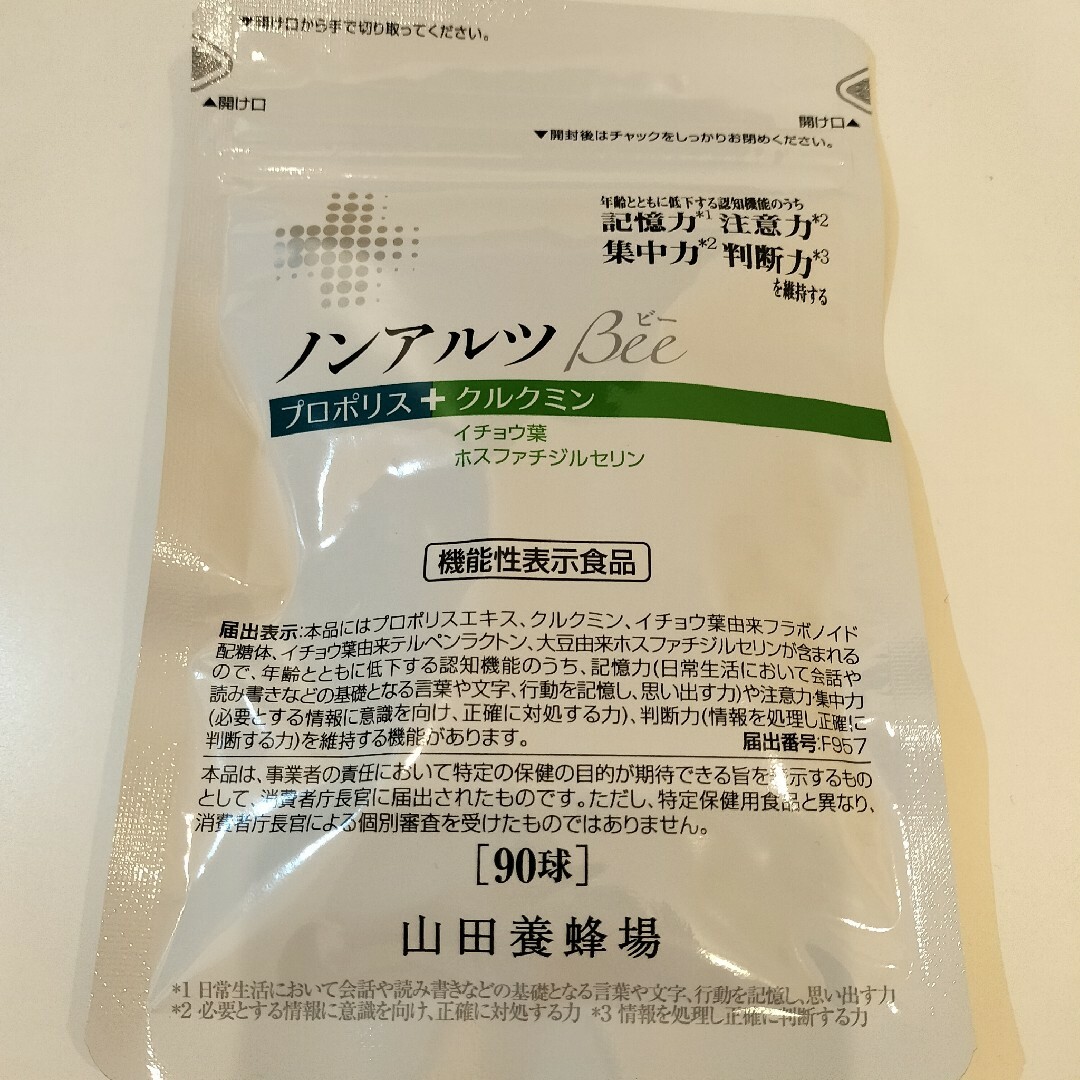 ▼開け口から手で切り取ってください。
▲開け口
開け口▲
▼開封後はチャックをしっかりお閉めください。
年齢とともに低下する認知機能のうち
記憶力*1 注意力*2
集中力*2 判断力*3
を維持する
ビー
ノンアルツ Bee
プロポリス+クルクミン
イチョウ葉
ホスファチジルセリン
機能性表示食品
届出表示:本品にはプロポリスエキス、クルクミン、イチョウ葉由来フラボノイド
配糖体、イチョウ葉由来テルペンラクトン、大豆由来ホスファチジルセリンが含まれる
ので、年齢とともに低下する認知機能のうち、記憶力(日常生活において会話や
読み書きなどの基礎となる言葉や文字、行動を記憶し、思い出す力)や注意力・集中力
(必要とする情報に意識を向け、正確に対処する力)、判断力(情報を処理し正確に
判断する力)を維持する機能があります。 届出番号:F957
本品は、事業者の責任において特定の保健の目的が期待できる旨を表示するもの
として、消費者庁長官に届出されたものです。ただし、特定保健用食品と異なり、
消費者庁長官による個別審査を受けたものではありません。
[90球]
山田養蜂場
*1 日常生活において会話や読み書きなどの基礎となる言葉や文字、行動を記憶し、思い出す力
*2 必要とする情報に意識を向け、正確に対処する力 *3 情報を処理し正確に判断する力